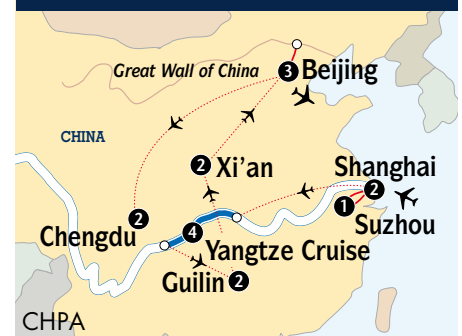 Great Wall of China
3
Beijing
CHINA
2
Xi'an
Shanghai
2
1
Suzhou
2
Chengdu
4
Yangtze Cruise
Guilin
2
CHPA